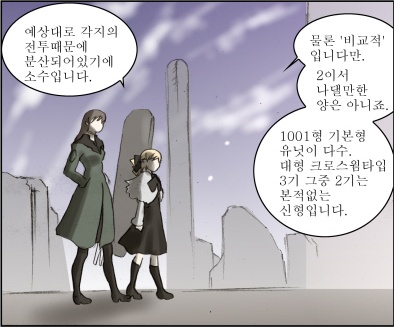 예상대로 각지의
전투때문에
분산되어있기에
소수입니다.
물론 '비교적'
입니다만.
2이서
나델만한
양은 아니죠.
1001형 기본형
유닛이 다수.
대형 크로스웜타입
3기 그중 2기는
본적없는
신형입니다.